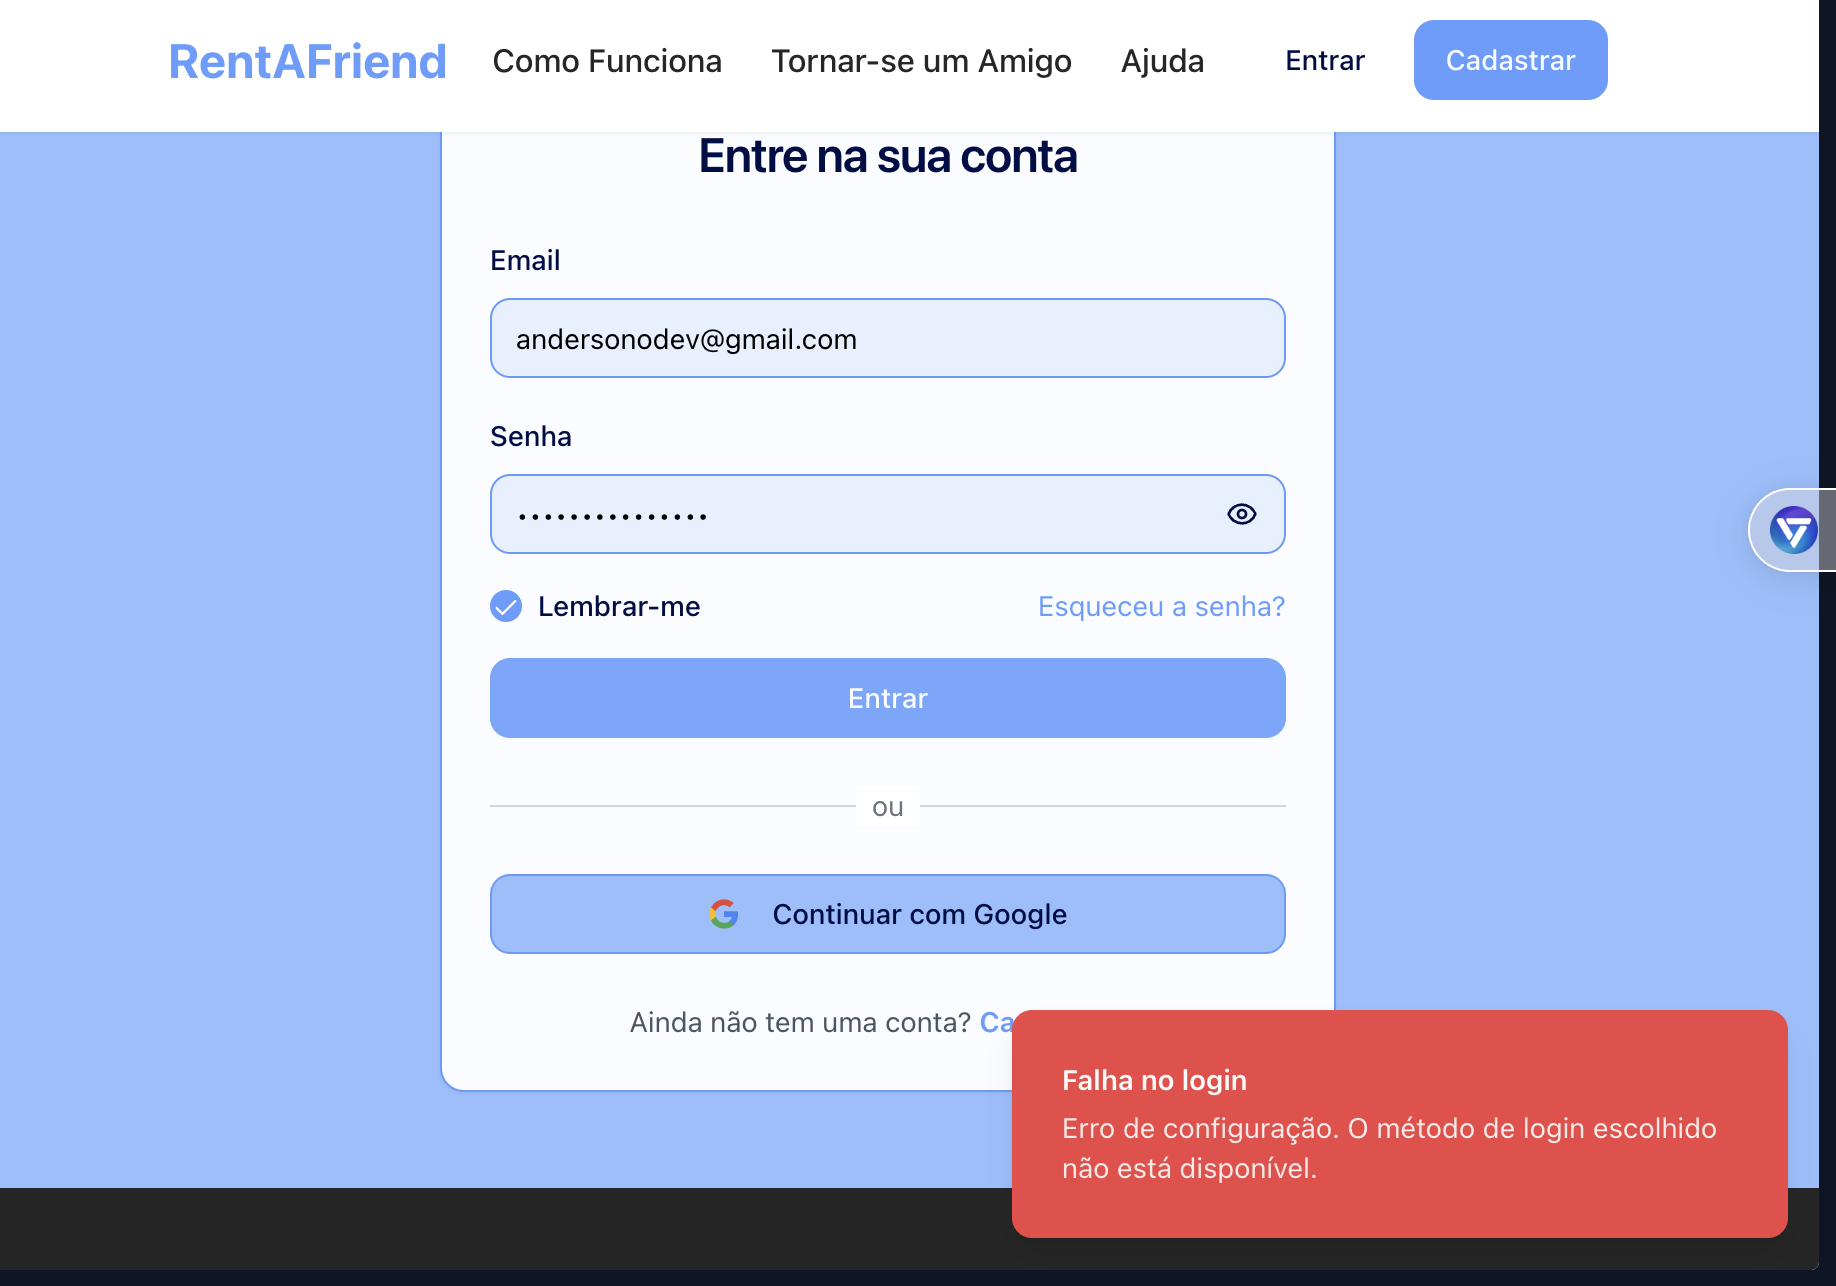 RentAFriend Como Funciona Tornar-se um Amigo Ajuda Entrar Cadastrar
Entre na sua conta
Email
andersonodev@gmail.com
Senha
•••••••••••••••
Lembrar-me Esqueceu a senha?
Entrar
ou
Continuar com Google
Ainda não tem uma conta? Ca
Falha no login
Erro de configuração. O método de login escolhido
não está disponível.